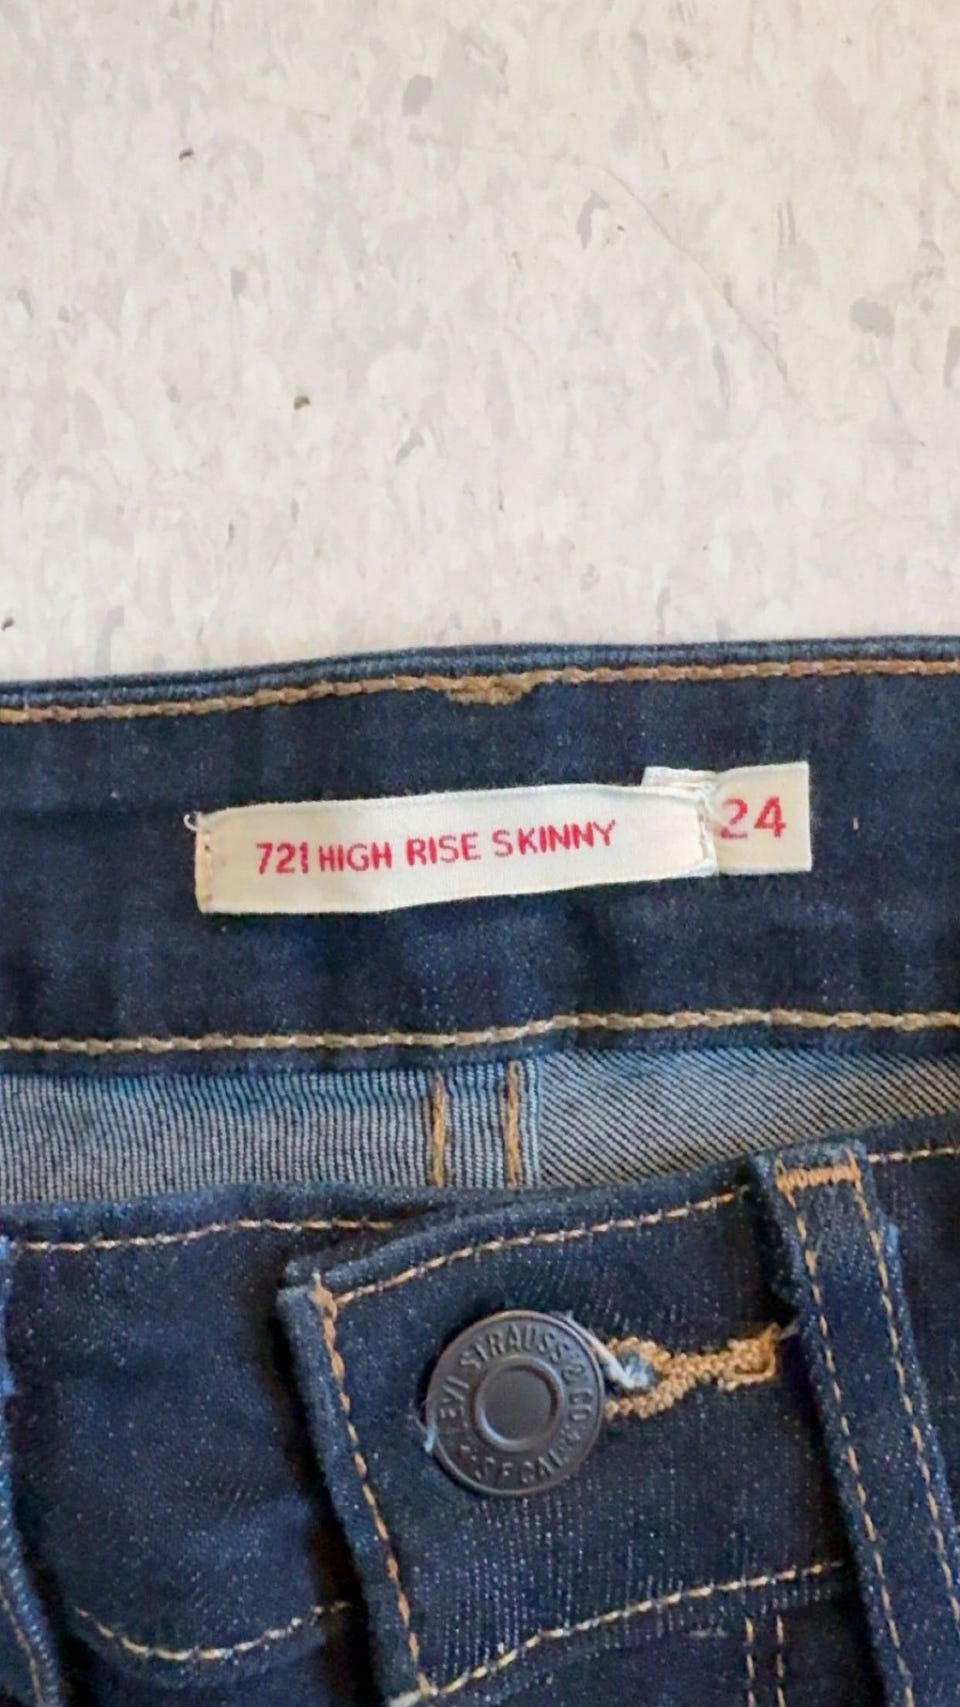 721 HIGH RISE SKINNY
24
LEVI STRAUSS & CO
S.F. CAL